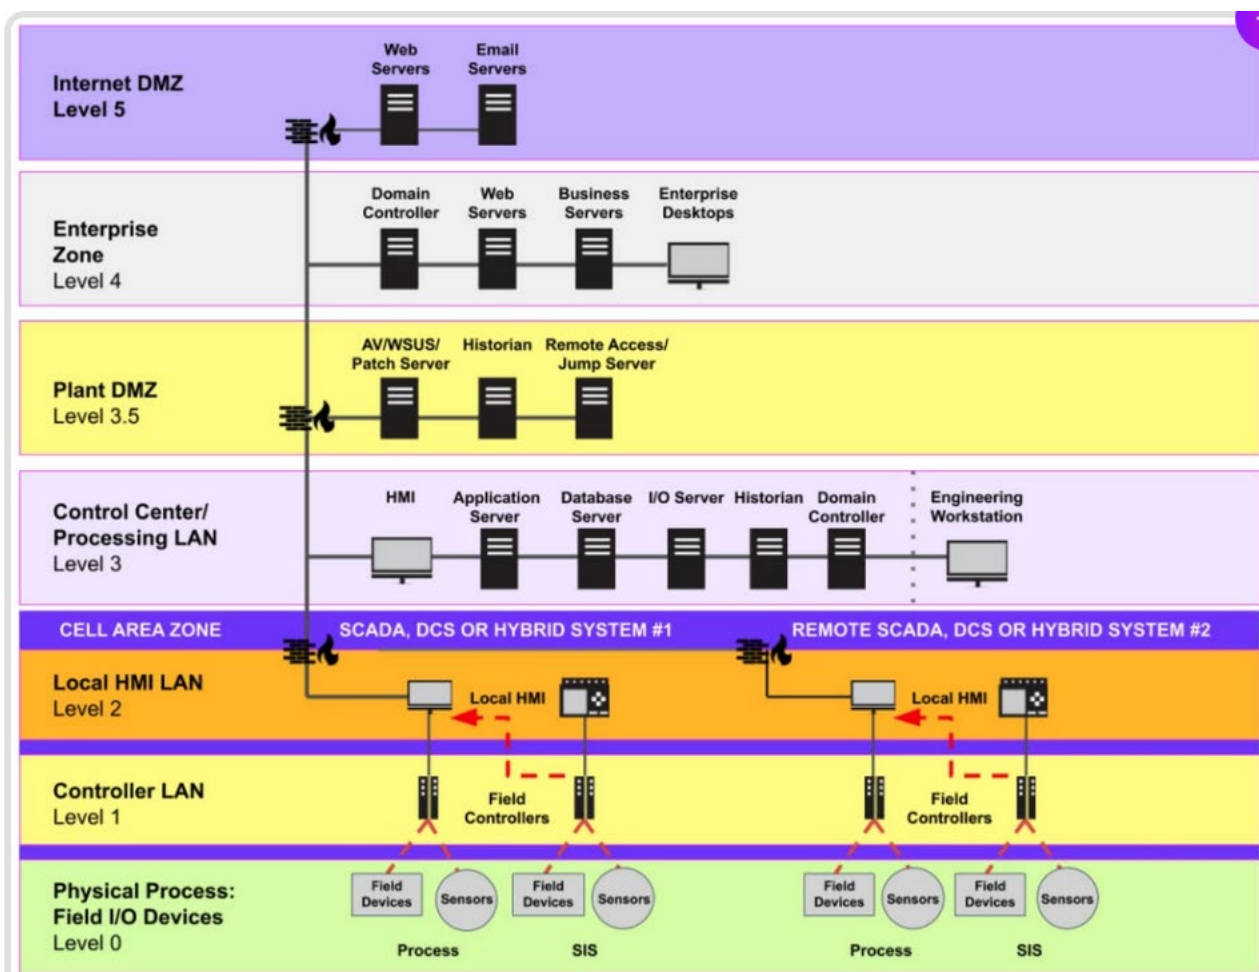 Internet DMZ
Level 5
Web
Servers
Email
Servers
Enterprise
Zone
Level 4
Domain
Controller
Web
Servers
Business
Servers
Enterprise
Desktops
Plant DMZ
Level 3.5
AV/WSUS/
Patch Server
Historian
Remote Access/
Jump Server
Control Center/
Processing LAN
Level 3
HMI
Application
Server
Database
Server
I/O Server
Historian
Domain
Controller
Engineering
Workstation
CELL AREA ZONE
SCADA, DCS OR HYBRID SYSTEM #1
REMOTE SCADA, DCS OR HYBRID SYSTEM #2
Local HMI LAN
Level 2
Local HMI
Local HMI
Controller LAN
Level 1
Field
Controllers
Field
Controllers
Physical Process:
Field I/O Devices
Level 0
Field
Devices
Sensors
Field
Devices
Sensors
Field
Devices
Sensors
Field
Devices
Sensors
Process
SIS
Process
SIS